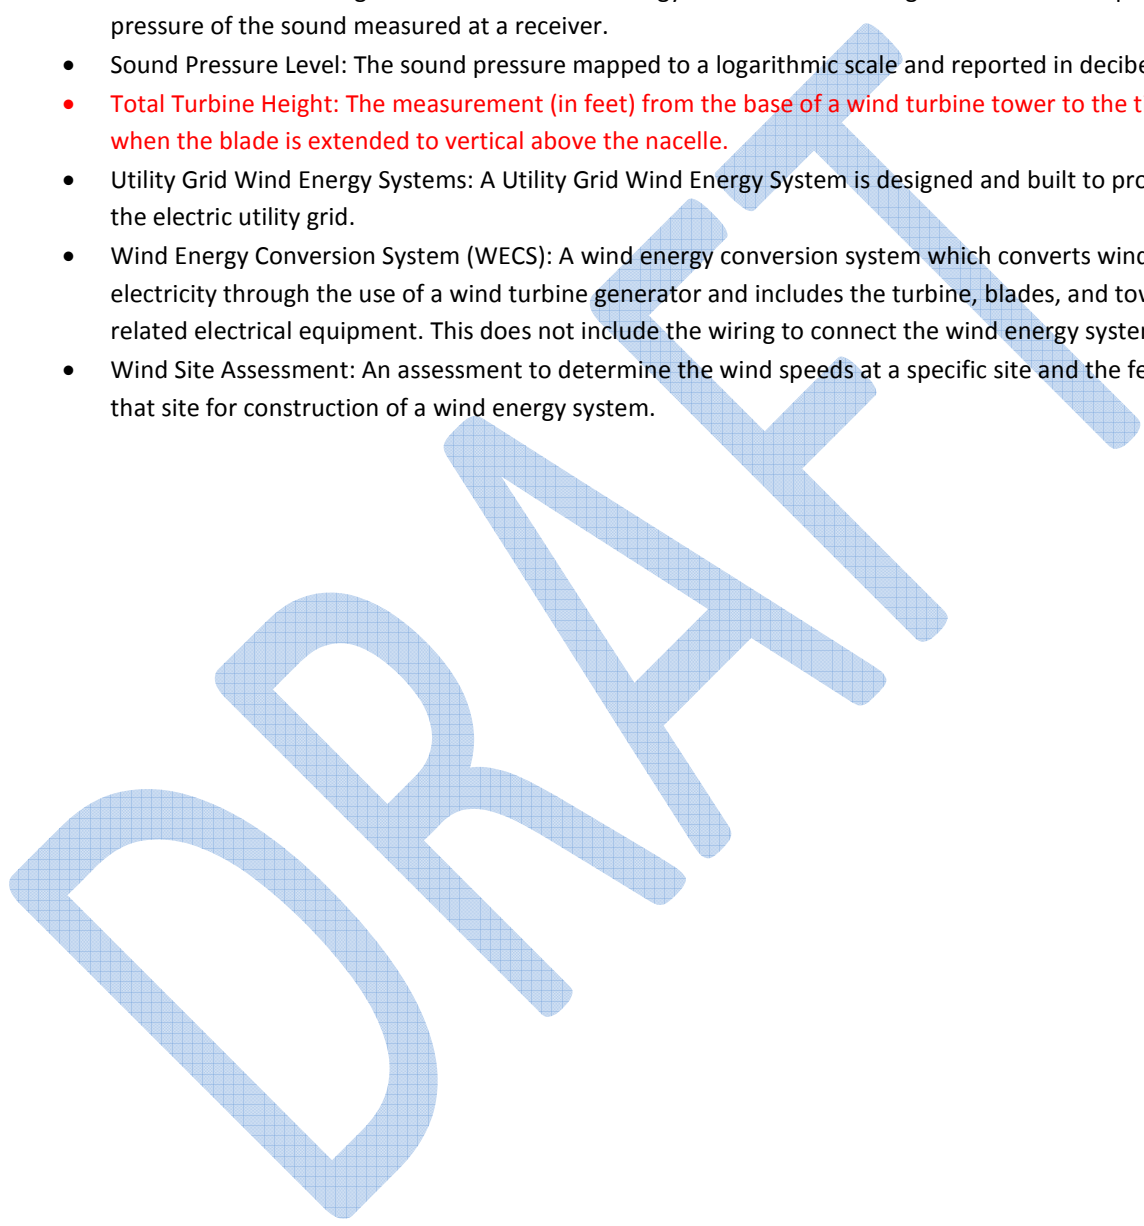 pressure of the sound measured at a receiver.
• Sound Pressure Level: The sound pressure mapped to a logarithmic scale and reported in
• Total Turbine Height: The measurement (in feet) from the base of a wind turbine tower to the
when the blade is extended to vertical above the nacelle.
• Utility Grid Wind Energy Systems: A Utility Grid Wind Energy System is designed and built to
the electric utility grid.
• Wind Energy Conversion System (WECS): A wind energy conversion system which converts
electricity through the use of a wind turbine generator and includes the turbine, blades, and
related electrical equipment. This does not include the wiring to connect the wind energy
• Wind Site Assessment: An assessment to determine the wind speeds at a specific site and the
that site for construction of a wind energy system.
DRAFT